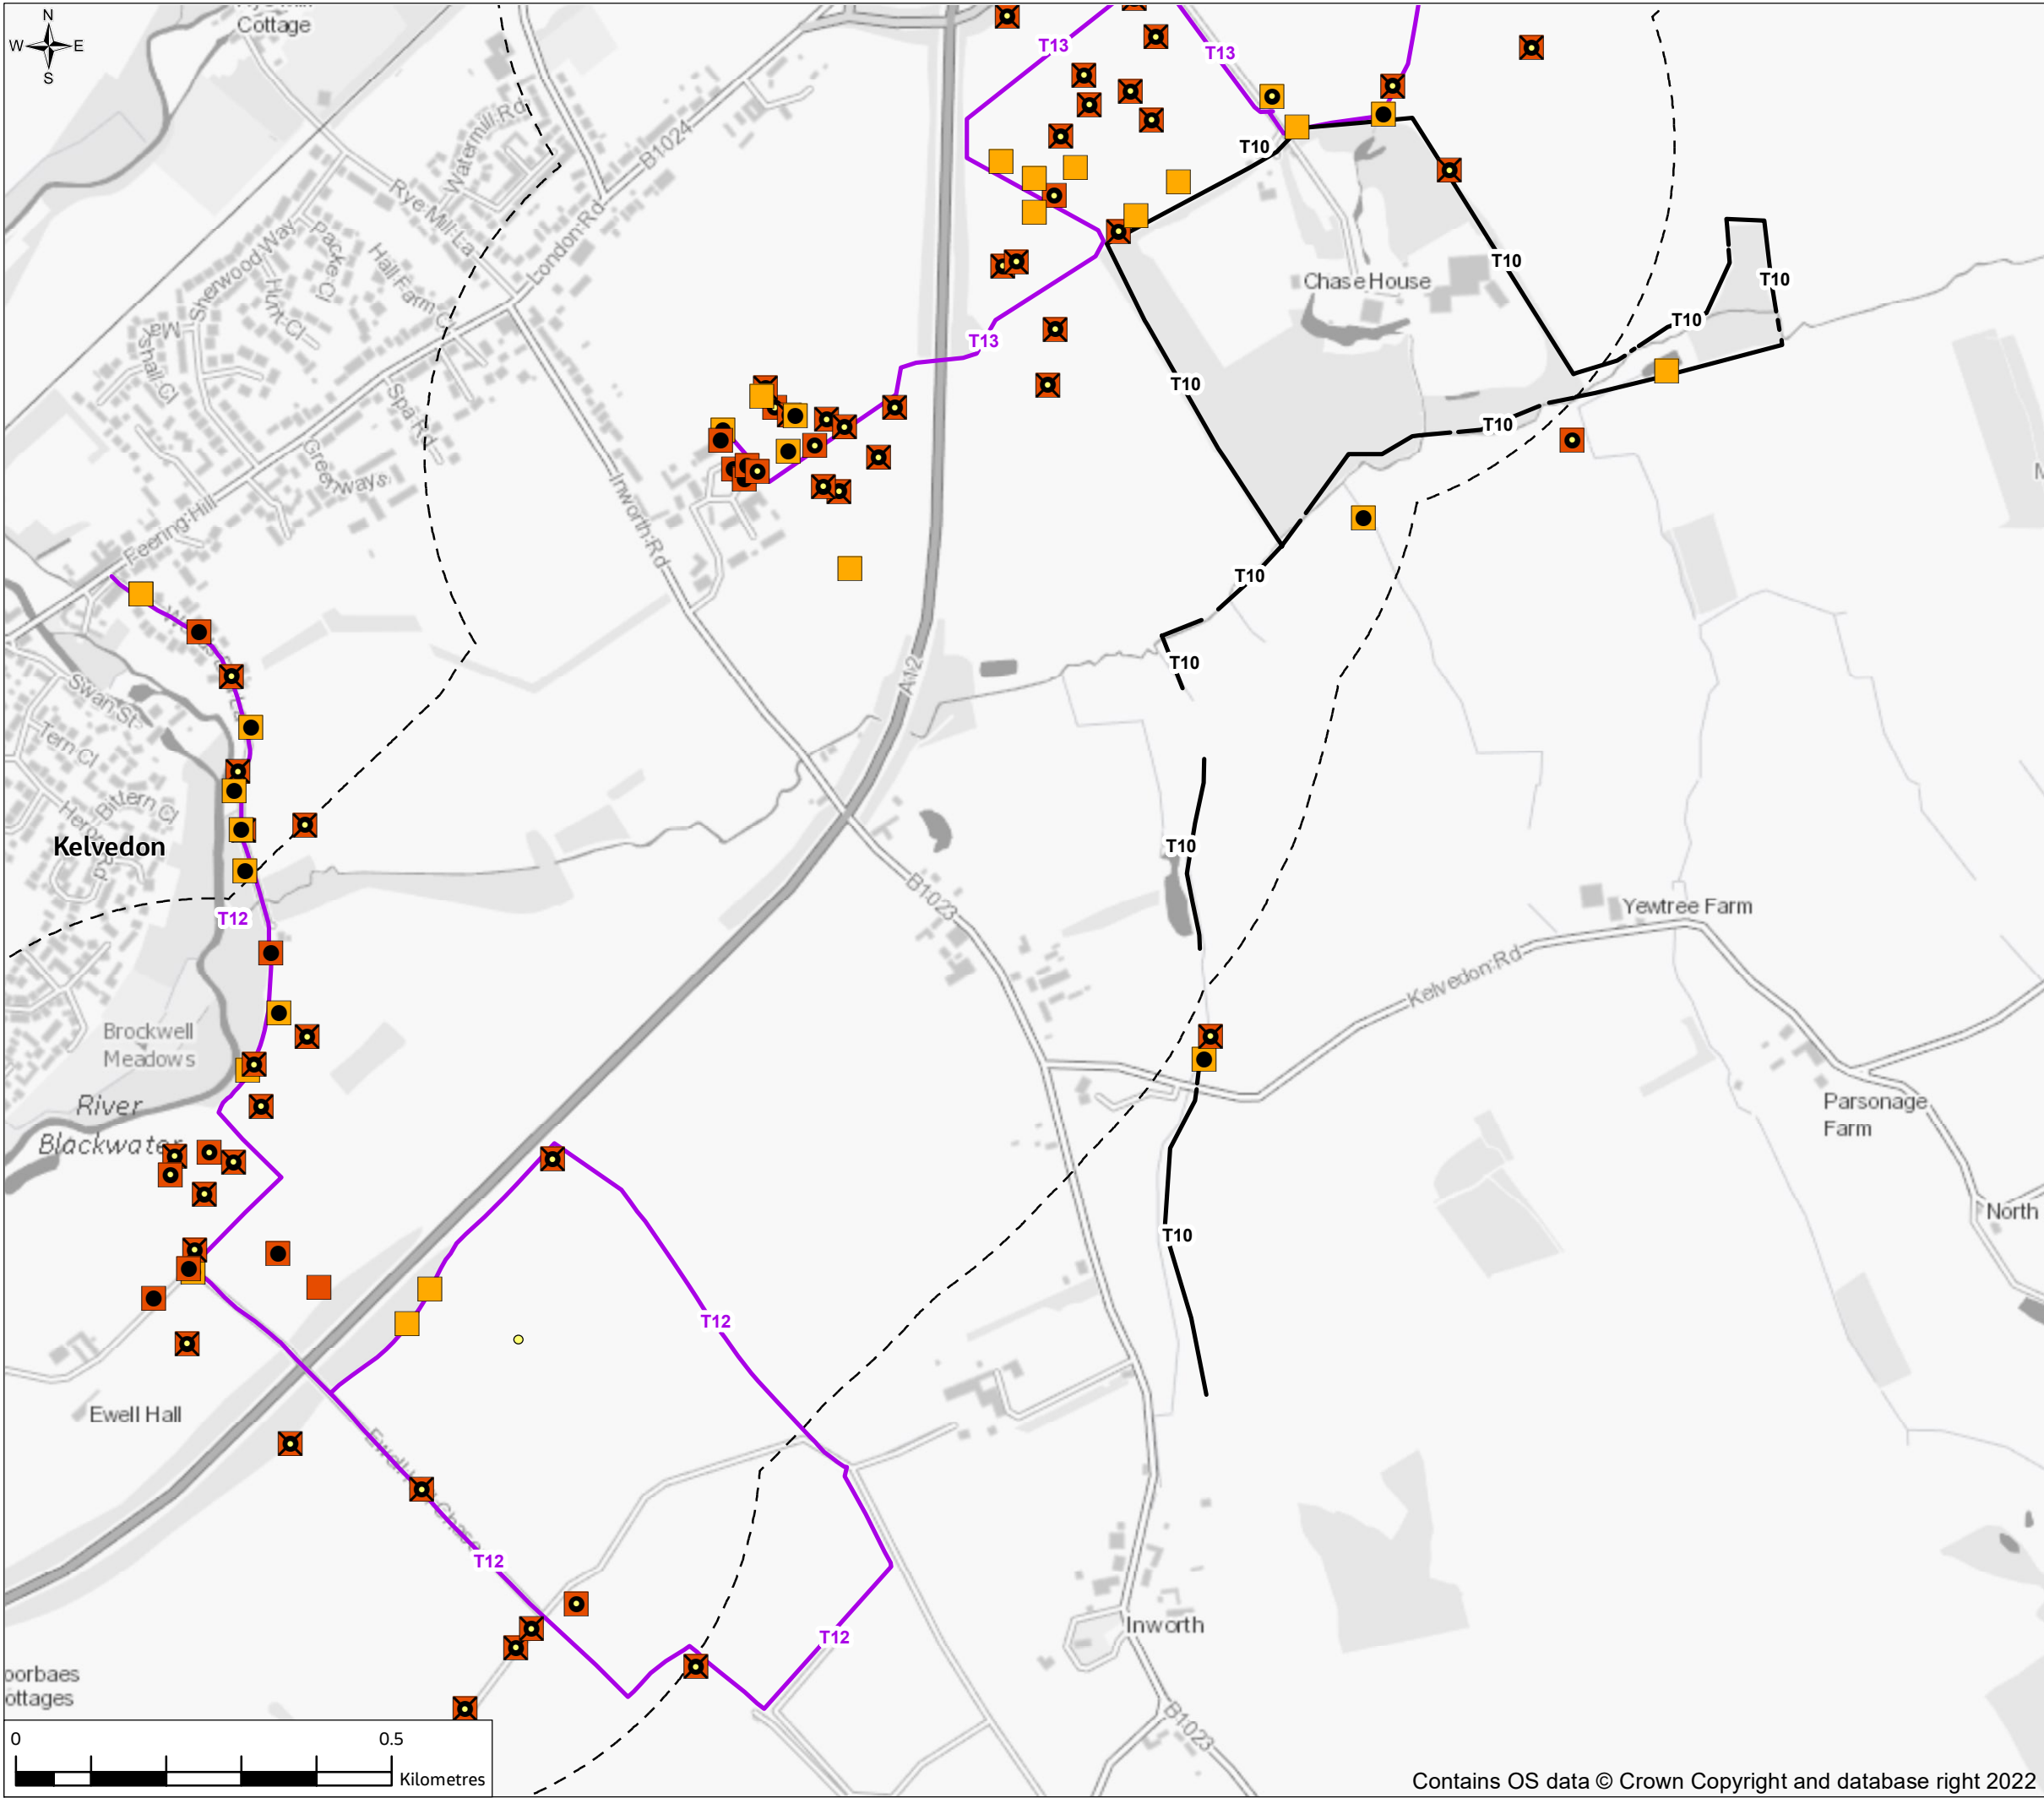 N
W E
S
Cottage
T13
T13
Watermill Rd
B1024
T10
Rye Mill La
Packe Cl
Sherwood Way
Hall Farm Cl
London Rd
T10
T10
Chase House
Hunt Cl
T10
Marshall Cl
T13
T10
Spa Rd
T10
Greenways
Inworth Rd
Feering Hill
T10
T10
A12
Swan St
Tern Cl
Bittern Cl
Kelvedon
T10
B1023
Yewtree Farm
T12
Kelvedon Rd
Brockwell
Meadows
River
Blackwater
Parsonage
Farm
North
T10
T12
Ewell Hall
T12
T12
Inworth
oorbaes
ottages
B1023
0 0.5
Kilometres
Contains OS data © Crown Copyright and database right 2022